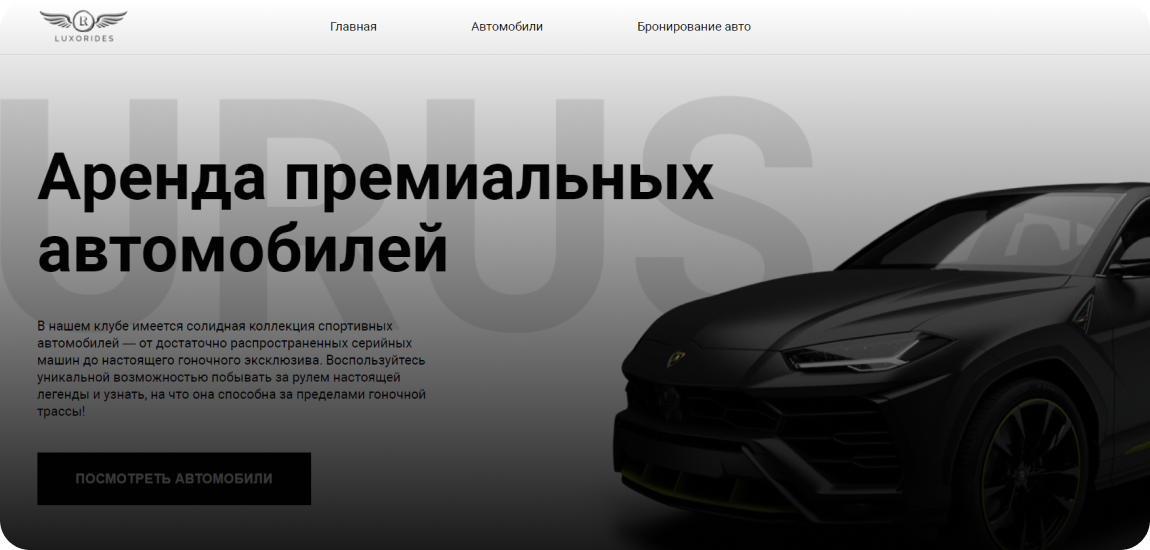 LR
LUXORIDES
Главная
Автомобили
Бронирование авто
URUS
Аренда премиальных
автомобилей
В нашем клубе имеется солидная коллекция спортивных
автомобилей — от достаточно распространенных серийных
машин до настоящего гоночного эксклюзива. Воспользуйтесь
уникальной возможностью побывать за рулем настоящей
легенды и узнать, на что она способна за пределами гоночной
трассы!
ПОСМОТРЕТЬ АВТОМОБИЛИ